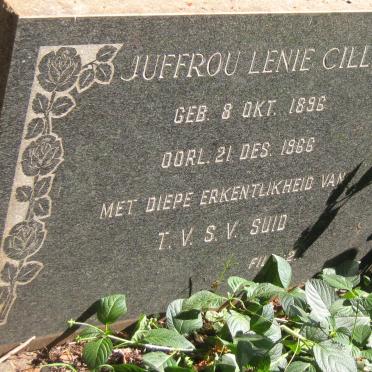 JUFFROU LENIE CILL
GEB. 8 OKT. 1896
OORL. 21 DES. 1966
MET DIEPE ERKENTLIKHEID VAN
T. V. S. V. SUID